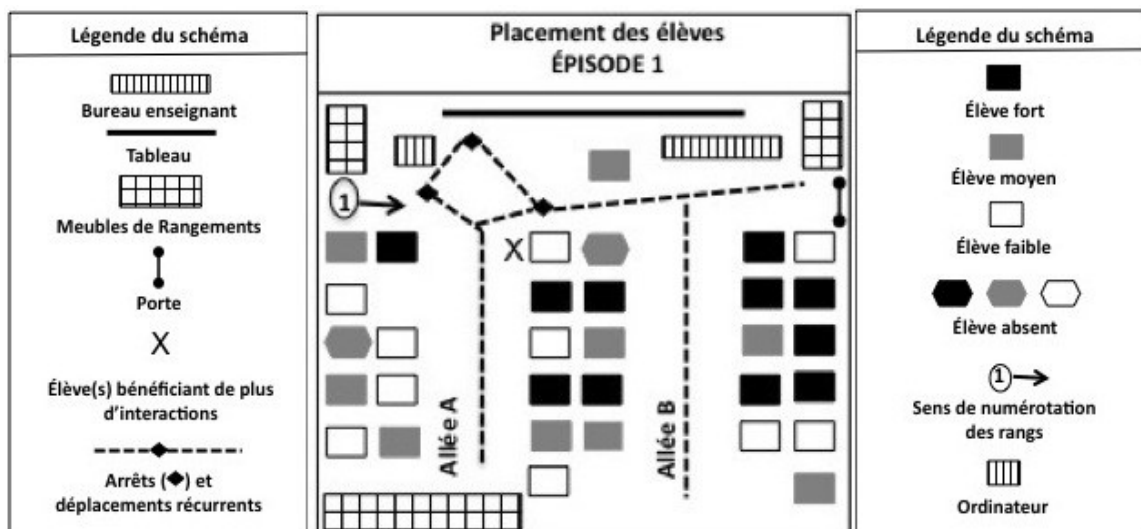 Légende du schéma
Bureau enseignant
Tableau
Meubles de Rangements
Porte
X
Élève(s) bénéficiant de plus
d'interactions
Arrêts (◆) et
déplacements récurrents
Placement des élèves
ÉPISODE 1
1
X
Allée A
Allée B
Légende du schéma
Élève fort
Élève moyen
Élève faible
Élève absent
1
Sens de numérotation
des rangs
Ordinateur